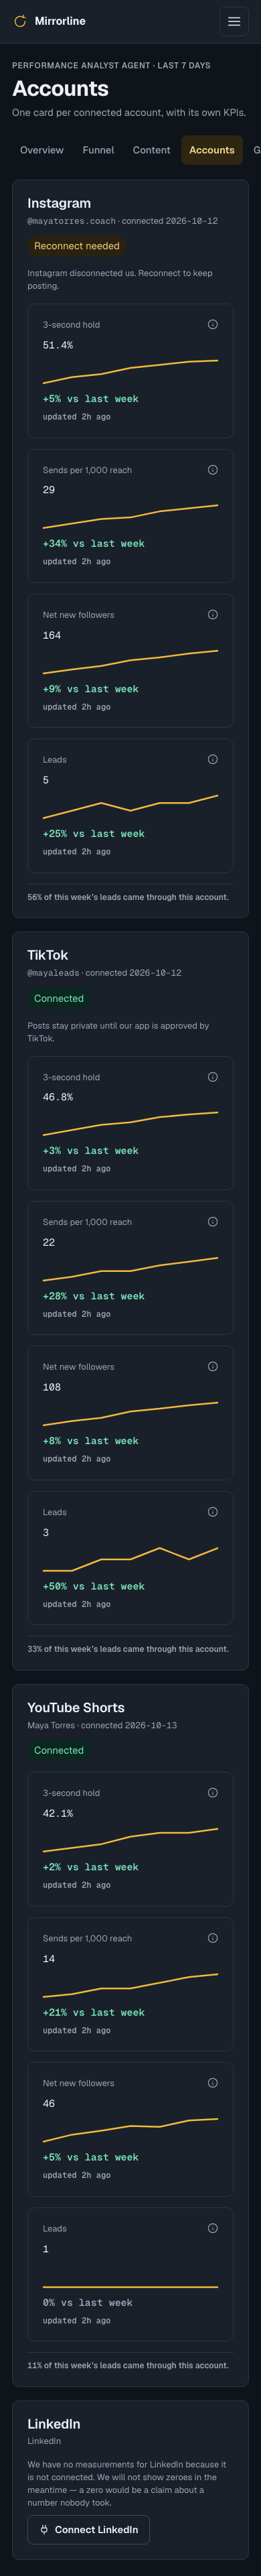 Mirrorline
PERFORMANCE ANALYST AGENT · LAST 7 DAYS
Accounts
One card per connected account, with its own KPIs.
Overview Funnel Content Accounts G
Instagram
@mayatorres.coach · connected 2026-10-12
Reconnect needed
Instagram disconnected us. Reconnect to keep
posting.
3-second hold
51.4%
+5% vs last week
updated 2h ago
Sends per 1,000 reach
29
+34% vs last week
updated 2h ago
Net new followers
164
+9% vs last week
updated 2h ago
Leads
5
+25% vs last week
updated 2h ago
56% of this week's leads came through this account.
TikTok
@mayaleads · connected 2026-10-12
Connected
Posts stay private until our app is approved by
TikTok.
3-second hold
46.8%
+3% vs last week
updated 2h ago
Sends per 1,000 reach
22
+28% vs last week
updated 2h ago
Net new followers
108
+8% vs last week
updated 2h ago
Leads
3
+50% vs last week
updated 2h ago
33% of this week's leads came through this account.
YouTube Shorts
Maya Torres · connected 2026-10-13
Connected
3-second hold
42.1%
+2% vs last week
updated 2h ago
Sends per 1,000 reach
14
+21% vs last week
updated 2h ago
Net new followers
46
+5% vs last week
updated 2h ago
Leads
1
0% vs last week
updated 2h ago
11% of this week's leads came through this account.
LinkedIn
LinkedIn
We have no measurements for LinkedIn because it
is not connected. We will not show zeroes in the
meantime — a zero would be a claim about a
number nobody took.
Connect LinkedIn